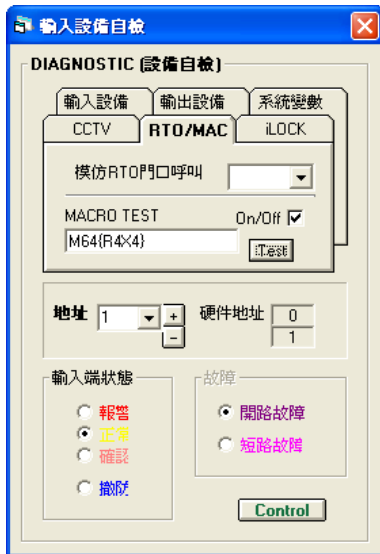 輸入設備自檢
DIAGNOSTIC (設備自檢)
輸入設備 輸出設備 系統變數
CCTV RTO/MAC iLOCK
模仿RTO門口呼叫
MACRO TEST On/Off
M64{R4X4}
Test
地址 1 + 硬件地址 0
− 1
輸入端狀態 故障
報警 開路故障
正常
確認 短路故障
撤防
Control